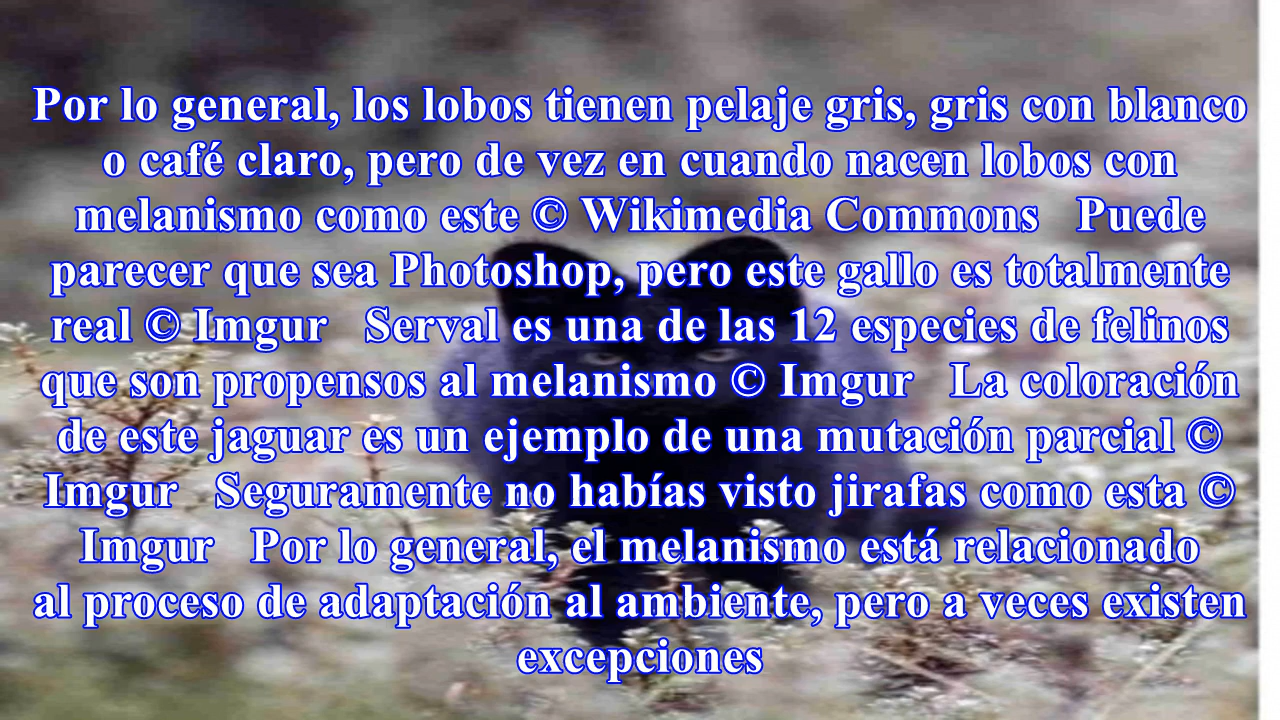 Por lo general, los lobos tienen pelaje gris, gris con blanco
o café claro, pero de vez en cuando nacen lobos con
melanismo como este © Wikimedia Commons   Puede
parecer que sea Photoshop, pero este gallo es totalmente
real © Imgur   Serval es una de las 12 especies de felinos
que son propensos al melanismo © Imgur   La coloración
de este jaguar es un ejemplo de una mutación parcial ©
Imgur   Seguramente no habías visto jirafas como esta ©
Imgur   Por lo general, el melanismo está relacionado
al proceso de adaptación al ambiente, pero a veces existen
excepciones